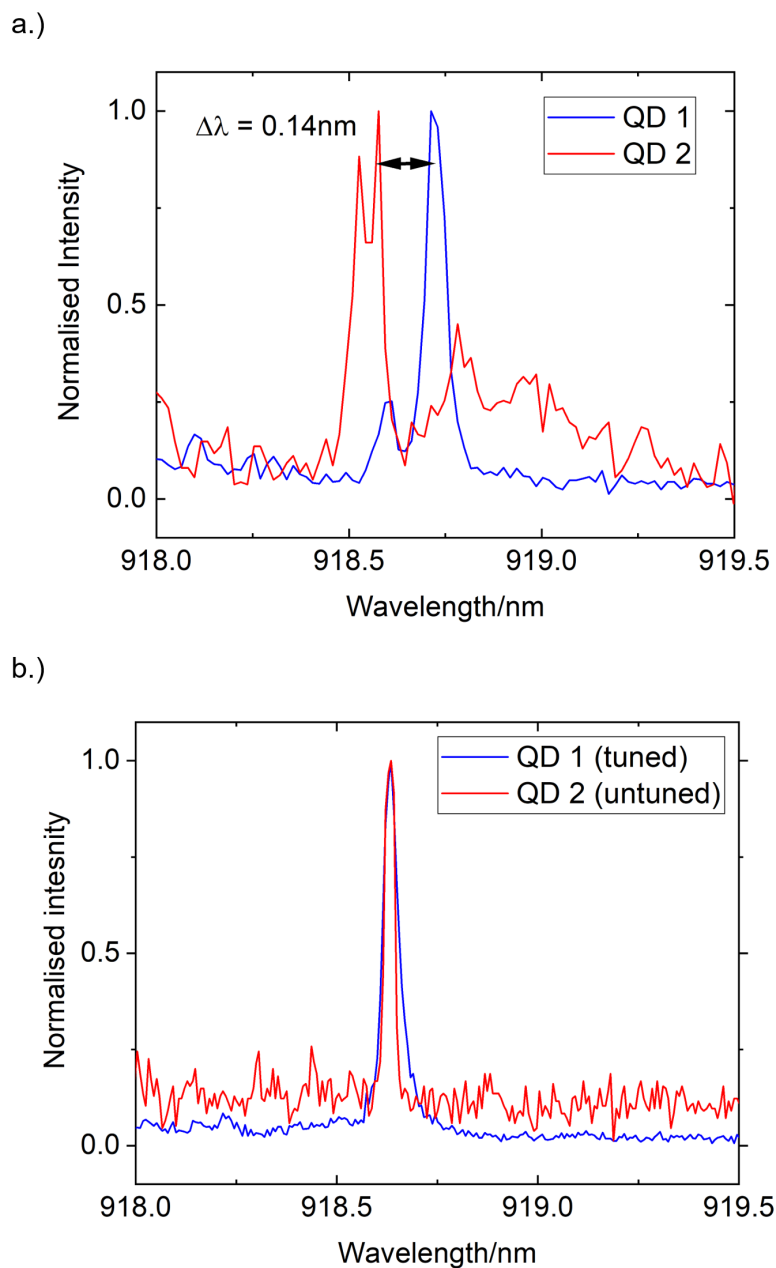 a.)
Δλ = 0.14nm
QD 1
QD 2
Normalised Intensity
1.0
0.5
0.0
918.0
918.5
919.0
919.5
Wavelength/nm
b.)
QD 1 (tuned)
QD 2 (untuned)
Normalised intesnity
1.0
0.5
0.0
918.0
918.5
919.0
919.5
Wavelength/nm